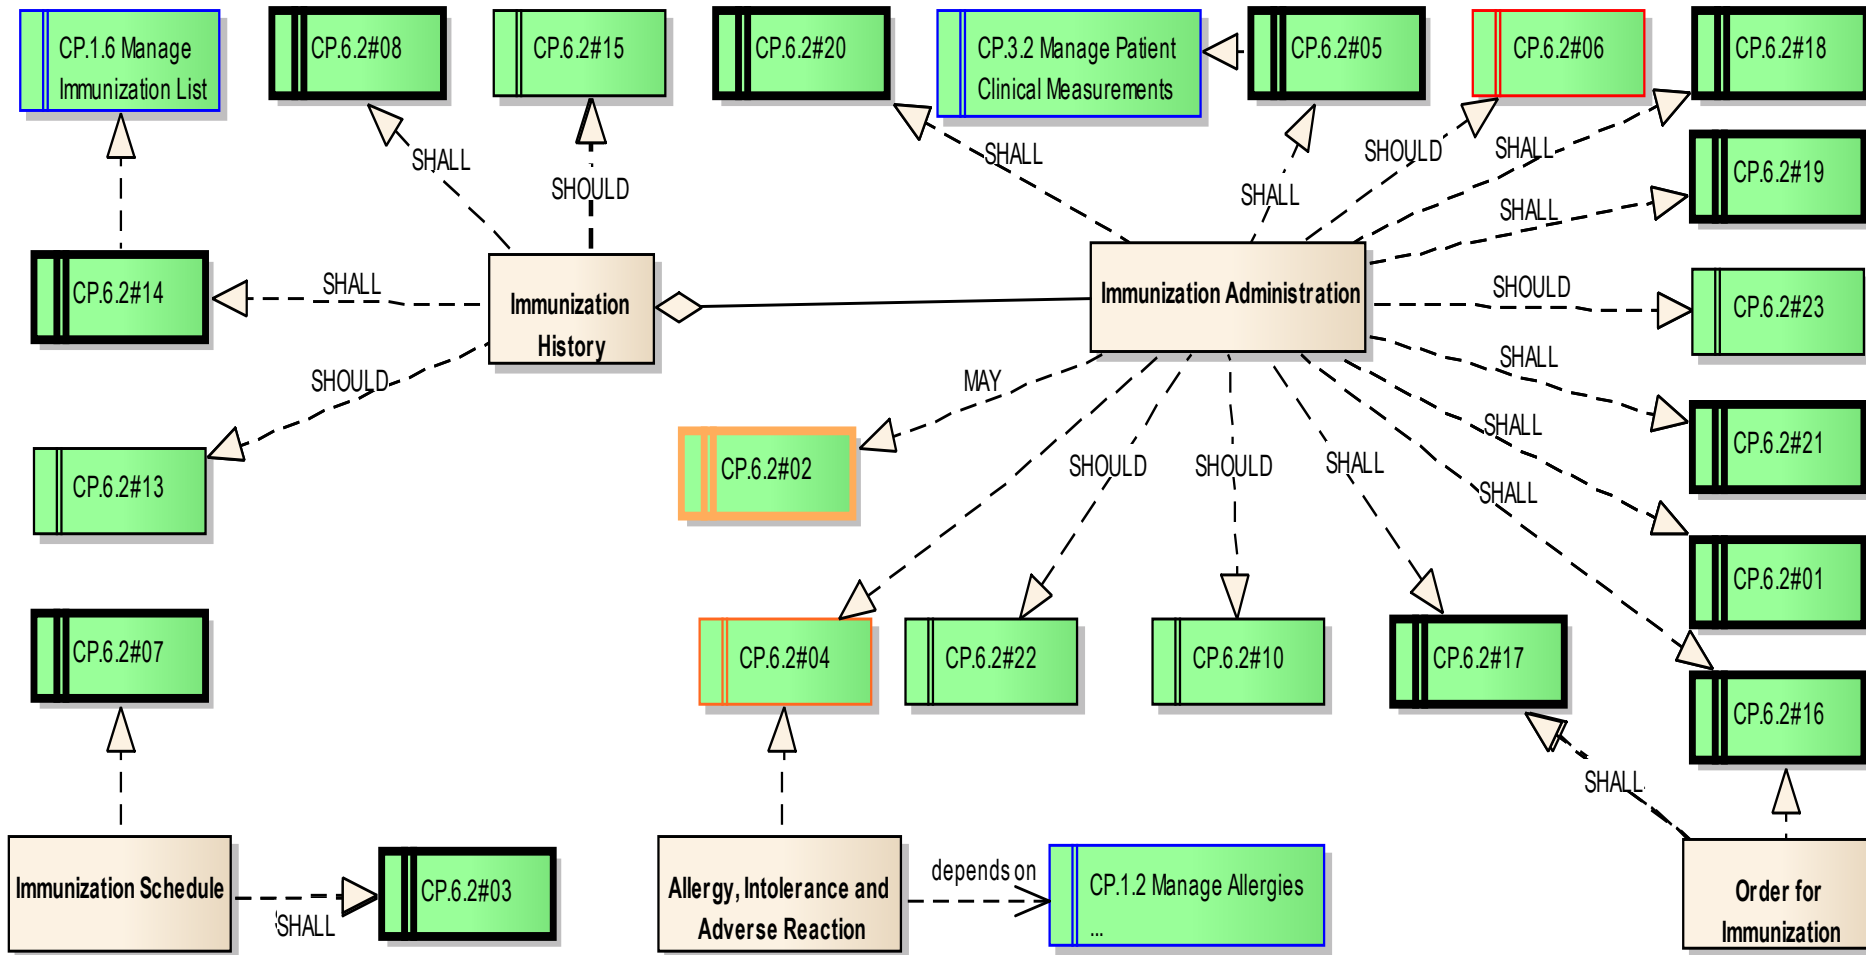 CP.1.6 Manage
Immunization List
CP.6.2#08
CP.6.2#15
CP.6.2#20
CP.3.2 Manage Patient
Clinical Measurements
CP.6.2#05
CP.6.2#06
CP.6.2#18
SHALL
SHOULD
SHALL
SHALL
SHOULD
SHALL
CP.6.2#19
SHALL
CP.6.2#14
SHALL
Immunization
History
Immunization Administration
SHOULD
CP.6.2#23
SHOULD
MAY
SHALL
CP.6.2#13
CP.6.2#02
SHOULD
SHOULD
SHALL
SHALL
SHALL
CP.6.2#21
CP.6.2#01
CP.6.2#07
CP.6.2#04
CP.6.2#22
CP.6.2#10
CP.6.2#17
CP.6.2#16
SHALL
Immunization Schedule
SHALL
CP.6.2#03
Allergy, Intolerance and
Adverse Reaction
depends on
CP.1.2 Manage Allergies
...
Order for
Immunization